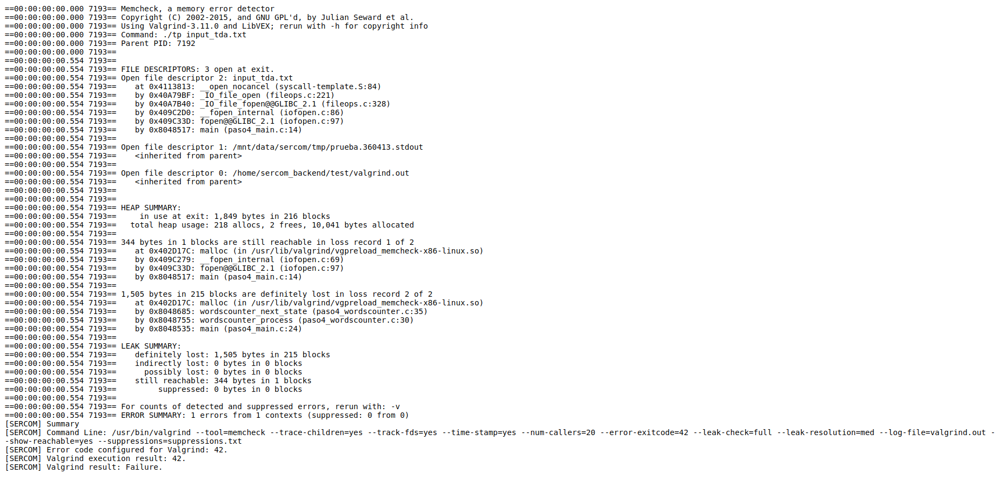 ==00:00:00:00.000 7193== Memcheck, a memory error detector
==00:00:00:00.000 7193== Copyright (C) 2002-2015, and GNU GPL'd, by Julian Seward et al.
==00:00:00:00.000 7193== Using Valgrind-3.11.0 and LibVEX; rerun with -h for copyright info
==00:00:00:00.000 7193== Command: ./tp input_tda.txt
==00:00:00:00.000 7193== Parent PID: 7192
==00:00:00:00.000 7193==
==00:00:00:00.554 7193==
==00:00:00:00.554 7193== FILE DESCRIPTORS: 3 open at exit.
==00:00:00:00.554 7193== Open file descriptor 2: input_tda.txt
==00:00:00:00.554 7193==    at 0x4113813: __open_nocancel (syscall-template.S:84)
==00:00:00:00.554 7193==    by 0x40A79BF: _IO_file_open (fileops.c:221)
==00:00:00:00.554 7193==    by 0x40A7B40: _IO_file_fopen@@GLIBC_2.1 (fileops.c:328)
==00:00:00:00.554 7193==    by 0x409C2D0: __fopen_internal (iofopen.c:86)
==00:00:00:00.554 7193==    by 0x409C33D: fopen@@GLIBC_2.1 (iofopen.c:97)
==00:00:00:00.554 7193==    by 0x8048517: main (paso4_main.c:14)
==00:00:00:00.554 7193==
==00:00:00:00.554 7193== Open file descriptor 1: /mnt/data/sercom/tmp/prueba.360413.stdout
==00:00:00:00.554 7193==    <inherited from parent>
==00:00:00:00.554 7193==
==00:00:00:00.554 7193== Open file descriptor 0: /home/sercom_backend/test/valgrind.out
==00:00:00:00.554 7193==    <inherited from parent>
==00:00:00:00.554 7193==
==00:00:00:00.554 7193==
==00:00:00:00.554 7193== HEAP SUMMARY:
==00:00:00:00.554 7193==     in use at exit: 1,849 bytes in 216 blocks
==00:00:00:00.554 7193==   total heap usage: 218 allocs, 2 frees, 10,041 bytes allocated
==00:00:00:00.554 7193==
==00:00:00:00.554 7193== 344 bytes in 1 blocks are still reachable in loss record 1 of 2
==00:00:00:00.554 7193==    at 0x402D17C: malloc (in /usr/lib/valgrind/vgpreload_memcheck-x86-linux.so)
==00:00:00:00.554 7193==    by 0x409C279: __fopen_internal (iofopen.c:69)
==00:00:00:00.554 7193==    by 0x409C33D: fopen@@GLIBC_2.1 (iofopen.c:97)
==00:00:00:00.554 7193==    by 0x8048517: main (paso4_main.c:14)
==00:00:00:00.554 7193==
==00:00:00:00.554 7193== 1,505 bytes in 215 blocks are definitely lost in loss record 2 of 2
==00:00:00:00.554 7193==    at 0x402D17C: malloc (in /usr/lib/valgrind/vgpreload_memcheck-x86-linux.so)
==00:00:00:00.554 7193==    by 0x8048685: wordscounter_next_state (paso4_wordscounter.c:35)
==00:00:00:00.554 7193==    by 0x8048755: wordscounter_process (paso4_wordscounter.c:30)
==00:00:00:00.554 7193==    by 0x8048535: main (paso4_main.c:24)
==00:00:00:00.554 7193==
==00:00:00:00.554 7193== LEAK SUMMARY:
==00:00:00:00.554 7193==    definitely lost: 1,505 bytes in 215 blocks
==00:00:00:00.554 7193==    indirectly lost: 0 bytes in 0 blocks
==00:00:00:00.554 7193==      possibly lost: 0 bytes in 0 blocks
==00:00:00:00.554 7193==    still reachable: 344 bytes in 1 blocks
==00:00:00:00.554 7193==         suppressed: 0 bytes in 0 blocks
==00:00:00:00.554 7193==
==00:00:00:00.554 7193== For counts of detected and suppressed errors, rerun with: -v
==00:00:00:00.554 7193== ERROR SUMMARY: 1 errors from 1 contexts (suppressed: 0 from 0)
[SERCOM] Summary
[SERCOM] Command Line: /usr/bin/valgrind --tool=memcheck --trace-children=yes --track-fds=yes --time-stamp=yes --num-callers=20 --error-exitcode=42 --leak-check=full --leak-resolution=med --log-file=valgrind.out -
-show-reachable=yes --suppressions=suppressions.txt
[SERCOM] Error code configured for Valgrind: 42.
[SERCOM] Valgrind execution result: 42.
[SERCOM] Valgrind result: Failure.